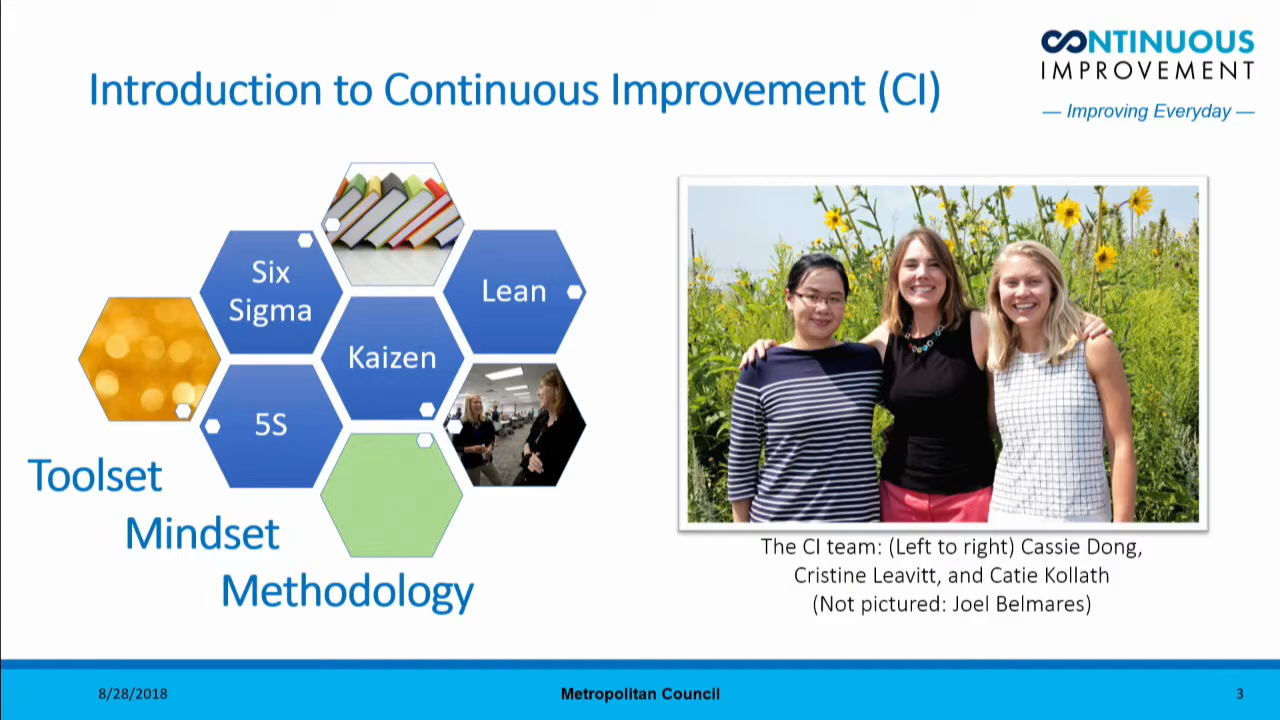 CONTINUOUS
IMPROVEMENT
— Improving Everyday —
Introduction to Continuous Improvement (CI)
Six
Sigma
Lean
Kaizen
5S
Toolset
Mindset
Methodology
The CI team: (Left to right) Cassie Dong,
Cristine Leavitt, and Catie Kollath
(Not pictured: Joel Belmares)
8/28/2018
Metropolitan Council
3